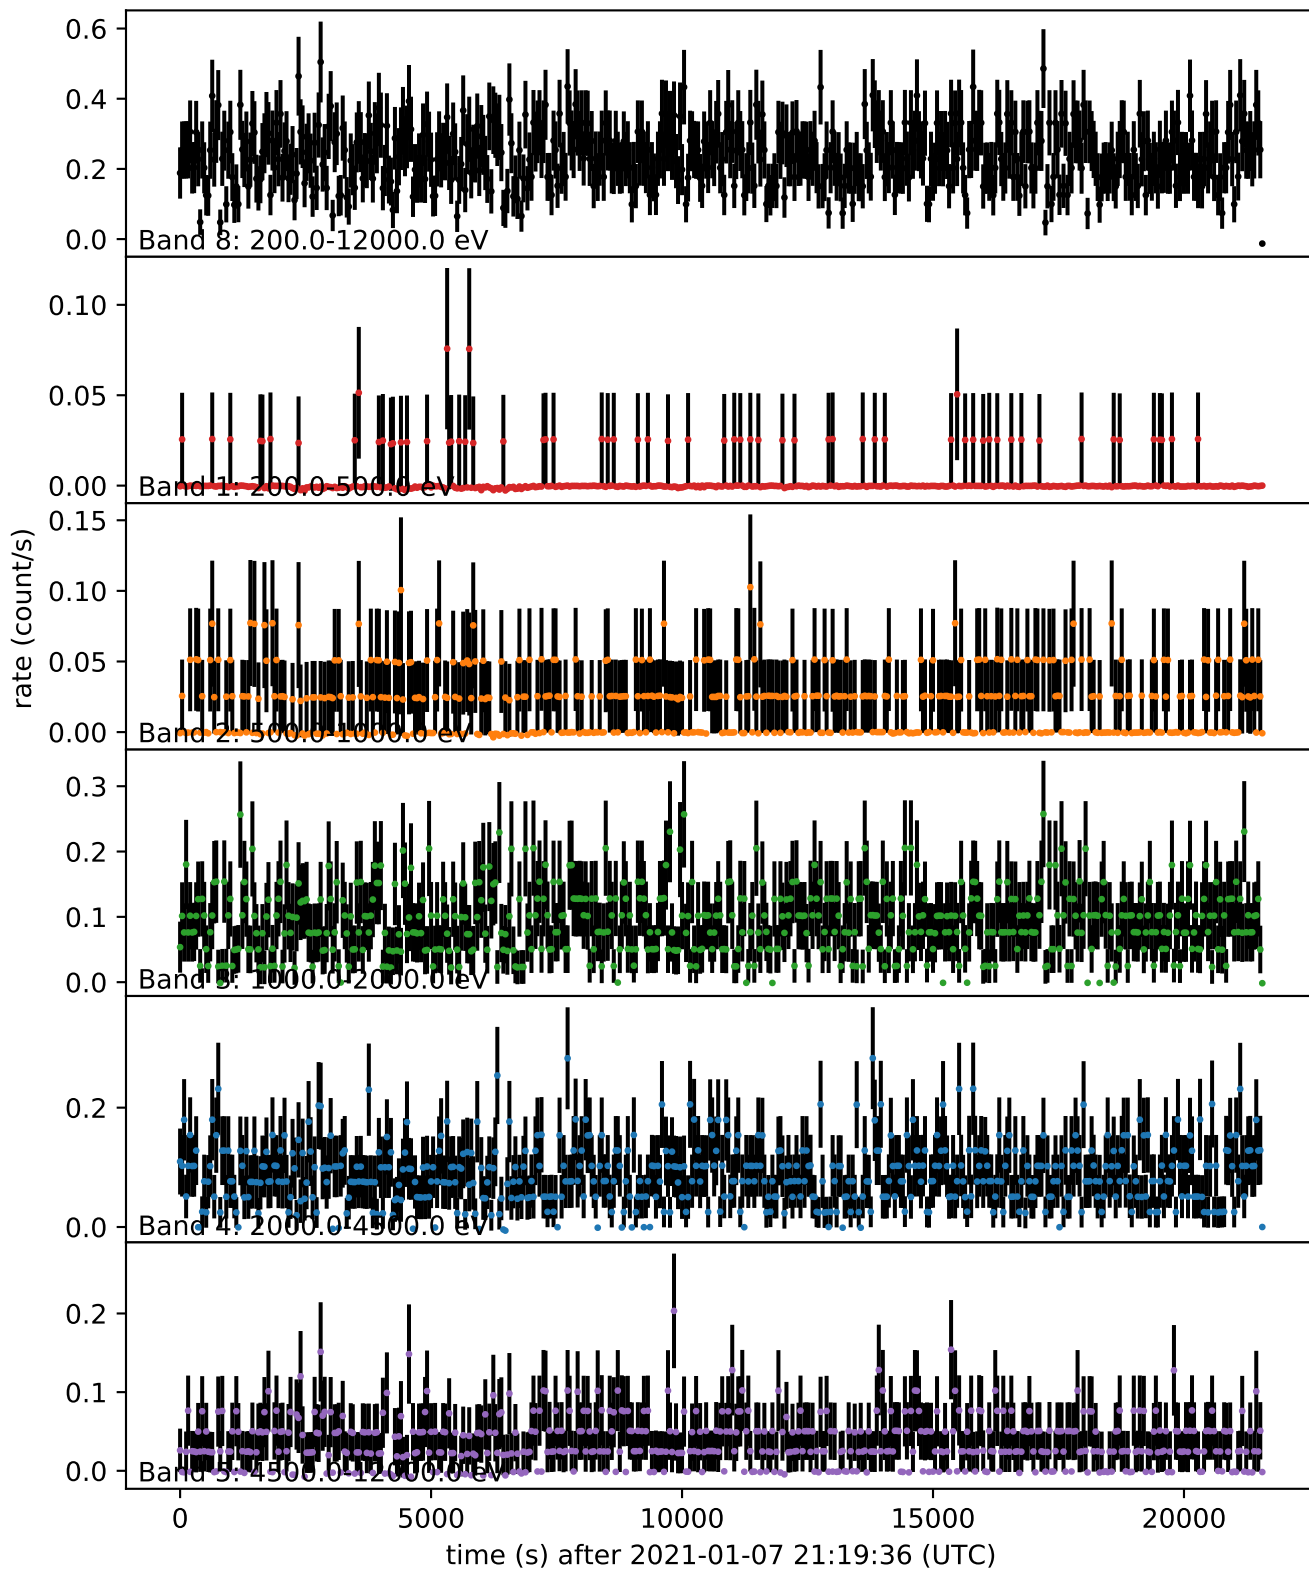 0.6
0.4
0.2
0.0
Band 8: 200.0-12000.0 eV
0.10
0.05
0.00
Band 1: 200.0-500.0 eV
0.15
0.10
0.05
0.00
Band 2: 500.0-1000.0 eV
rate (count/s)
0.3
0.2
0.1
0.0
Band 3: 1000.0-2000.0 eV
0.2
0.0
Band 4: 2000.0-4500.0 eV
0.2
0.1
0.0
Band 5: 4500.0-12000.0 eV
0 5000 10000 15000 20000
time (s) after 2021-01-07 21:19:36 (UTC)